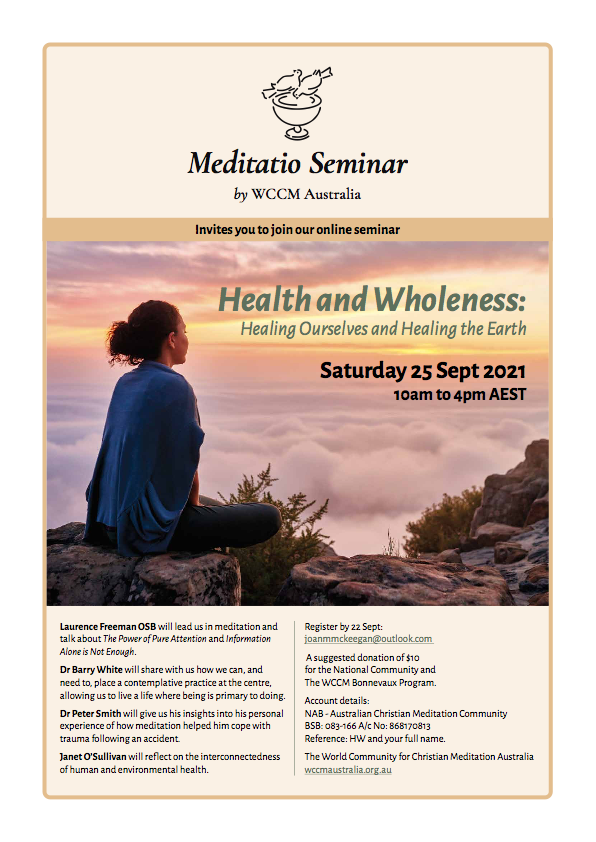 Meditatio Seminar
by WCCM Australia
Invites you to join our online seminar
Health and Wholeness:
Healing Ourselves and Healing the Earth
Saturday 25 Sept 2021
10am to 4pm AEST
Laurence Freeman OSB will lead us in meditation and
talk about The Power of Pure Attention and Information
Alone is Not Enough.
Dr Barry White will share with us how we can, and
need to, place a contemplative practice at the centre,
allowing us to live a life where being is primary to doing.
Dr Peter Smith will give us his insights into his personal
experience of how meditation helped him cope with
trauma following an accident.
Janet O'Sullivan will reflect on the interconnectedness
of human and environmental health.
Register by 22 Sept:
joanmmckeegan@outlook.com
A suggested donation of $10
for the National Community and
The WCCM Bonnevaux Program.
Account details:
NAB - Australian Christian Meditation Community
BSB: 083-166 A/c No: 868170813
Reference: HW and your full name.
The World Community for Christian Meditation Australia
wccmaustralia.org.au